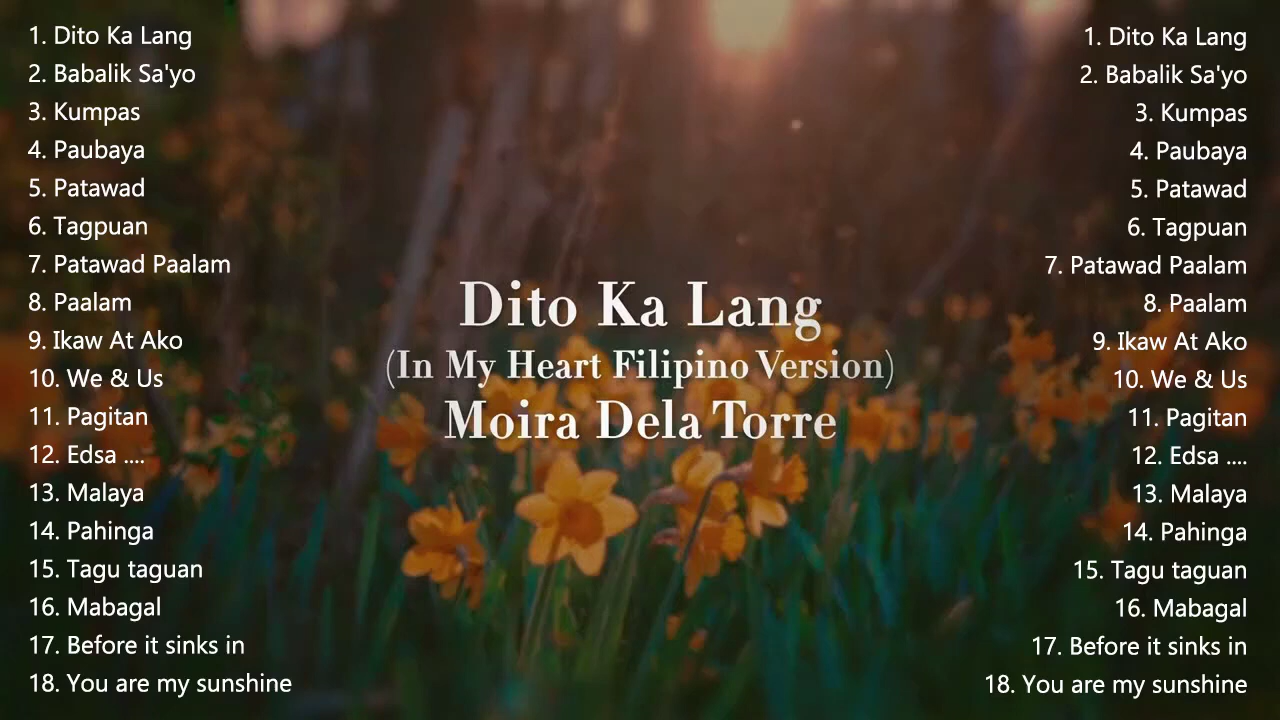 1. Dito Ka Lang
2. Babalik Sa'yo
3. Kumpas
4. Paubaya
5. Patawad
6. Tagpuan
7. Patawad Paalam
8. Paalam
9. Ikaw At Ako
10. We & Us
11. Pagitan
12. Edsa ....
13. Malaya
14. Pahinga
15. Tagu taguan
16. Mabagal
17. Before it sinks in
18. You are my sunshine
Dito Ka Lang
(In My Heart Filipino Version)
Moira Dela Torre
1. Dito Ka Lang
2. Babalik Sa'yo
3. Kumpas
4. Paubaya
5. Patawad
6. Tagpuan
7. Patawad Paalam
8. Paalam
9. Ikaw At Ako
10. We & Us
11. Pagitan
12. Edsa ....
13. Malaya
14. Pahinga
15. Tagu taguan
16. Mabagal
17. Before it sinks in
18. You are my sunshine